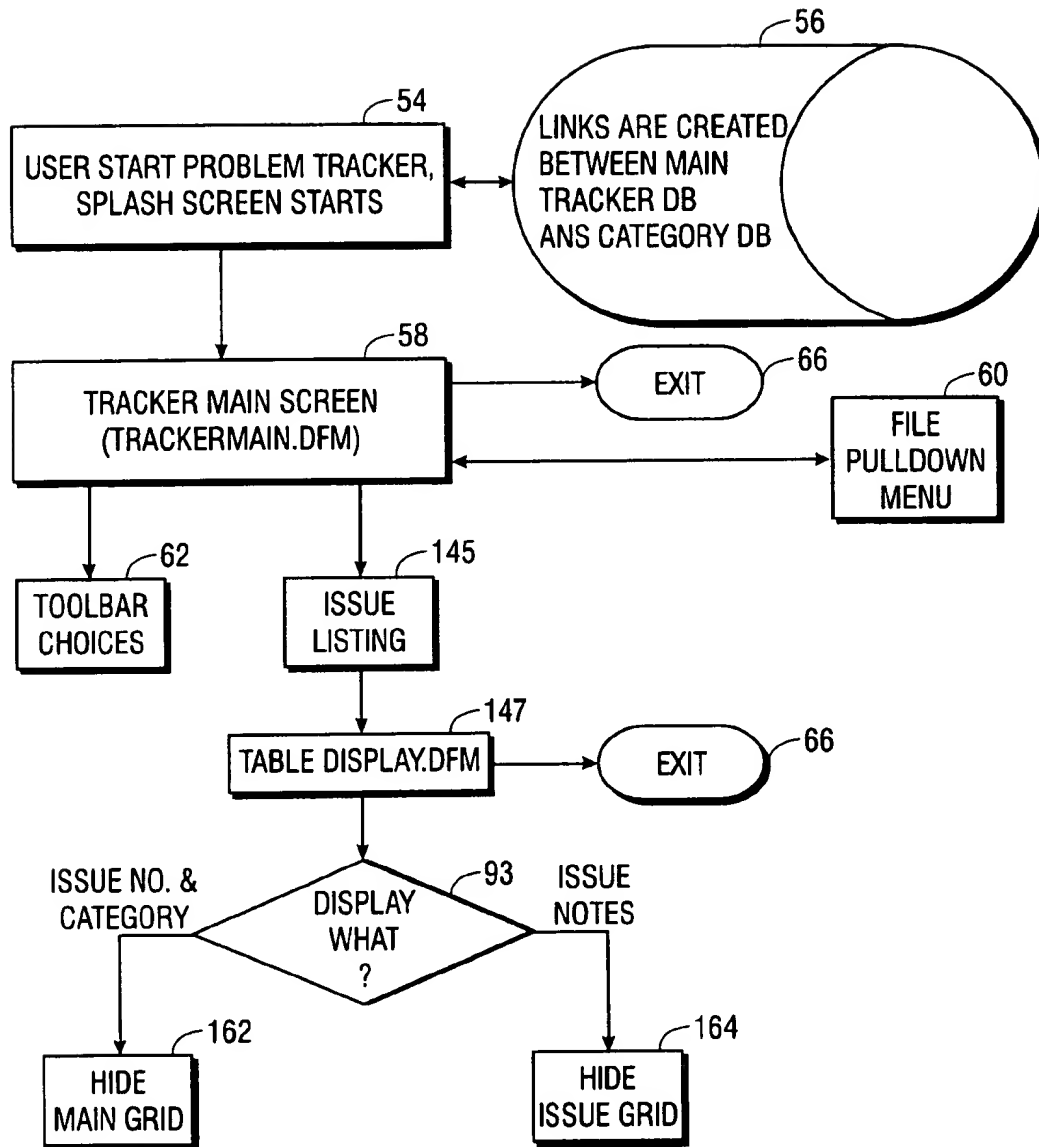 56
54
USER START PROBLEM TRACKER,
SPLASH SCREEN STARTS
LINKS ARE CREATED
BETWEEN MAIN
TRACKER DB
ANS CATEGORY DB
58
TRACKER MAIN SCREEN
(TRACKERMAIN.DFM)
66
EXIT
60
FILE
PULLDOWN
MENU
62
TOOLBAR
CHOICES
145
ISSUE
LISTING
147
TABLE DISPLAY.DFM
66
EXIT
93
ISSUE NO. &
CATEGORY
DISPLAY
WHAT
?
ISSUE
NOTES
162
HIDE
MAIN GRID
164
HIDE
ISSUE GRID